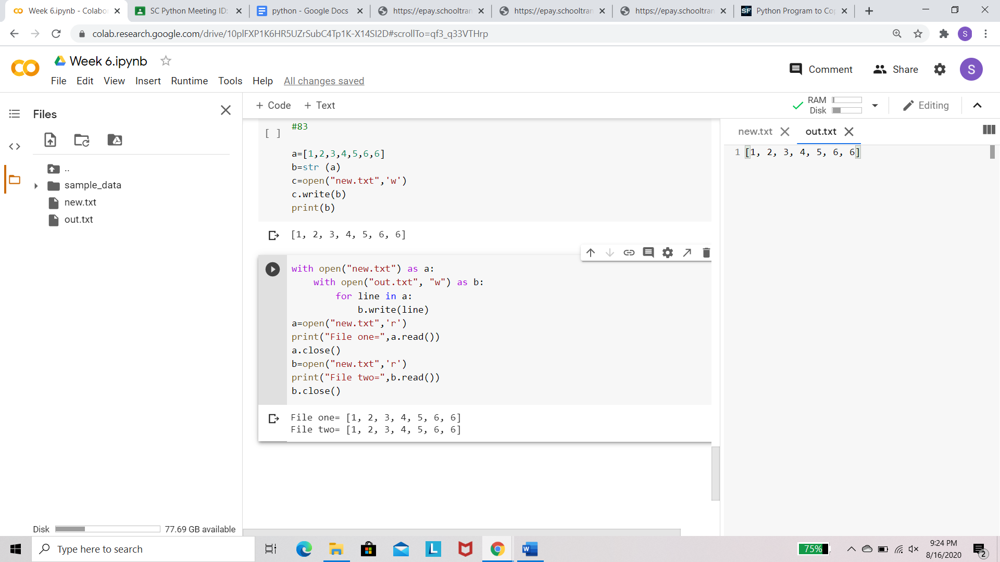 Week 6.ipynb - Colabo
SC Python Meeting ID:
python - Google Docs
https://epay.schooltran
https://epay.schooltran
https://epay.schooltran
SF Python Program to Co
colab.research.google.com/drive/10plFXP1K6HR5UZrSubC4Tp1K-X14SI2D#scrollTo=qf3_q33VTHrp
S
Week 6.ipynb
File Edit View Insert Runtime Tools Help All changes saved
Comment Share S
Files
+ Code + Text
RAM
Disk
Editing
..
sample_data
new.txt
out.txt
[ ] #83
a=[1,2,3,4,5,6,6]
b=str (a)
c=open("new.txt",'w')
c.write(b)
print(b)
[1, 2, 3, 4, 5, 6, 6]
with open("new.txt") as a:
    with open("out.txt", "w") as b:
        for line in a:
            b.write(line)
a=open("new.txt",'r')
print("File one=",a.read())
a.close()
b=open("new.txt",'r')
print("File two=",b.read())
b.close()
File one= [1, 2, 3, 4, 5, 6, 6]
File two= [1, 2, 3, 4, 5, 6, 6]
new.txt out.txt
1 [1, 2, 3, 4, 5, 6, 6]
Disk 77.69 GB available
Type here to search
L
W
75%
9:24 PM
8/16/2020
2